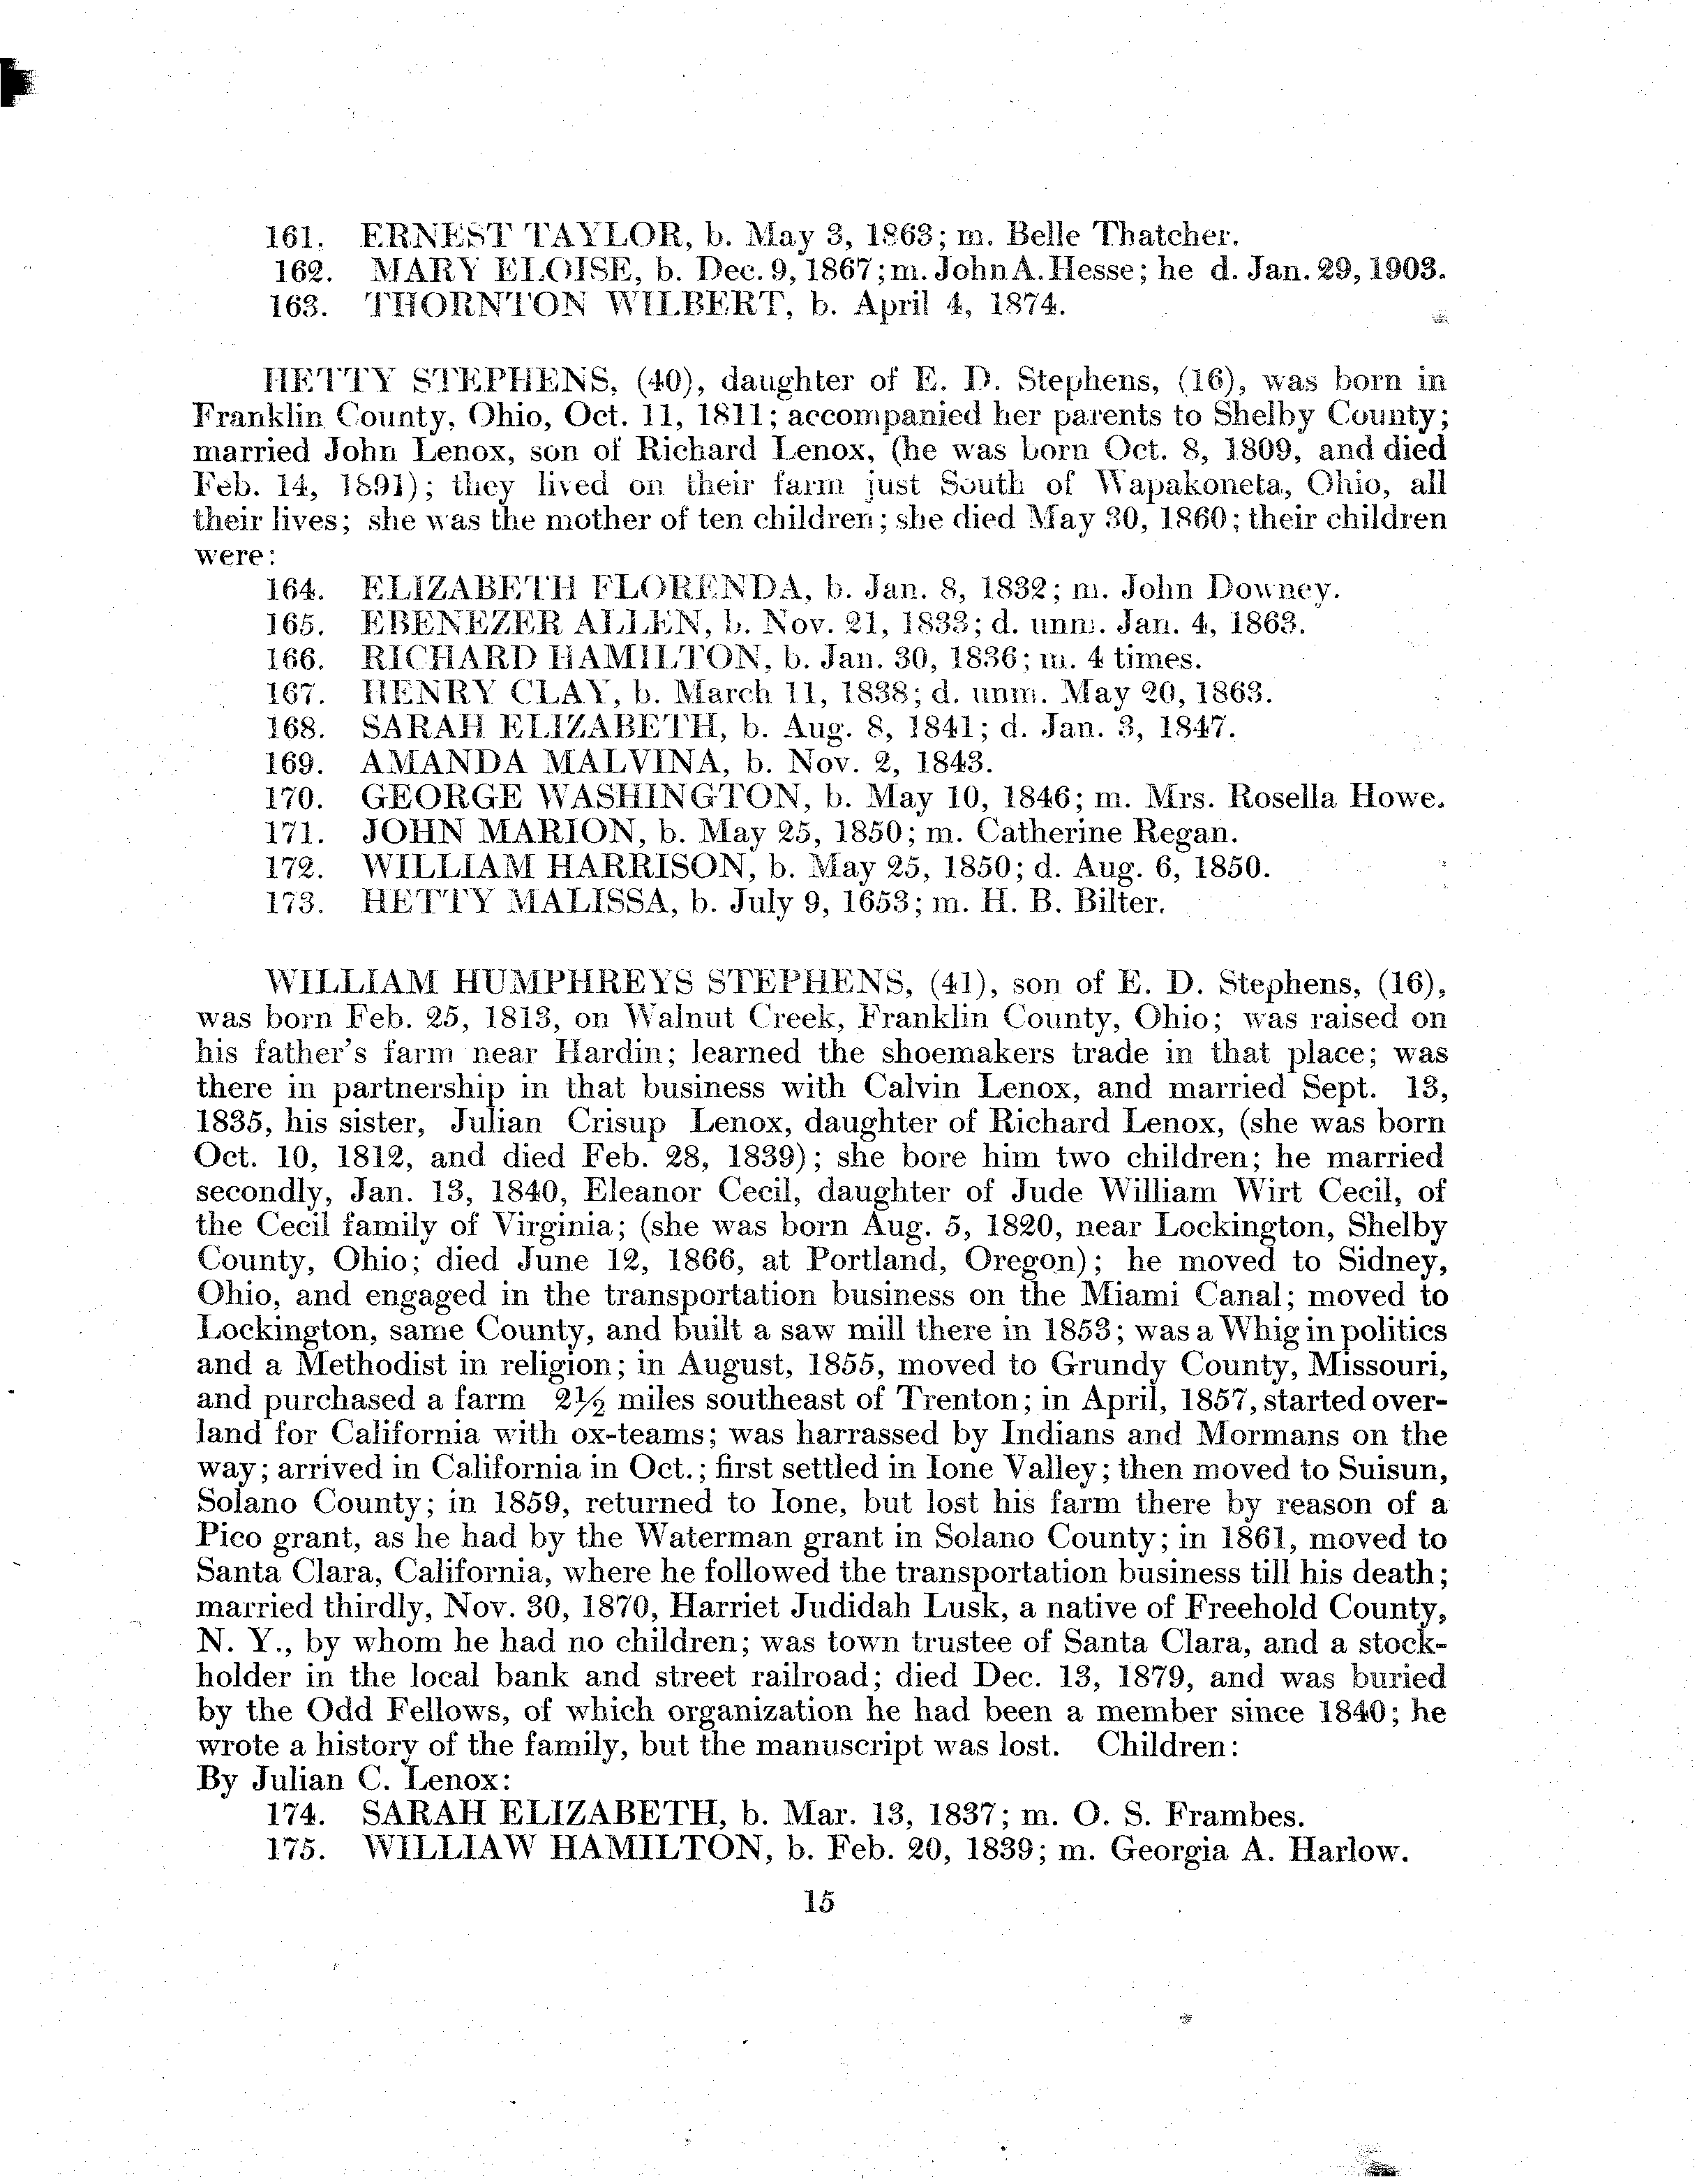 161. ERNEST TAYLOR, b. May 3, 1863; m. Belle Thatcher.
162. MARY ELOISE, b. Dec. 9, 1867; m. John A. Hesse; he d. Jan. 29, 1903.
163. THORNTON WILBERT, b. April 4, 1874.
HETTY STEPHENS, (40), daughter of E. D. Stephens, (16), was born in
Franklin County, Ohio, Oct. 11, 1811; accompanied her parents to Shelby County;
married John Lenox, son of Richard Lenox, (he was born Oct. 8, 1809, and died
Feb. 14, 1891); they lived on their farm just South of Wapakoneta, Ohio, all
their lives; she was the mother of ten children; she died May 30, 1860; their children
were:
164. ELIZABETH FLORENDA, b. Jan. 8, 1832; m. John Downey.
165. EBENEZER ALLEN, b. Nov. 21, 1833; d. unm. Jan. 4, 1863.
166. RICHARD HAMILTON, b. Jan. 30, 1836; m. 4 times.
167. HENRY CLAY, b. March 11, 1838; d. unm. May 20, 1863.
168. SARAH ELIZABETH, b. Aug. 8, 1841; d. Jan. 3, 1847.
169. AMANDA MALVINA, b. Nov. 2, 1843.
170. GEORGE WASHINGTON, b. May 10, 1846; m. Mrs. Rosella Howe.
171. JOHN MARION, b. May 25, 1850; m. Catherine Regan.
172. WILLIAM HARRISON, b. May 25, 1850; d. Aug. 6, 1850.
173. HETTY MALISSA, b. July 9, 1653; m. H. B. Bilter.
WILLIAM HUMPHREYS STEPHENS, (41), son of E. D. Stephens, (16),
was born Feb. 25, 1813, on Walnut Creek, Franklin County, Ohio; was raised on
his father's farm near Hardin; learned the shoemakers trade in that place; was
there in partnership in that business with Calvin Lenox, and married Sept. 13,
1835, his sister, Julian Crisup Lenox, daughter of Richard Lenox, (she was born
Oct. 10, 1812, and died Feb. 28, 1839); she bore him two children; he married
secondly, Jan. 13, 1840, Eleanor Cecil, daughter of Jude William Wirt Cecil, of
the Cecil family of Virginia; (she was born Aug. 5, 1820, near Lockington, Shelby
County, Ohio; died June 12, 1866, at Portland, Oregon); he moved to Sidney,
Ohio, and engaged in the transportation business on the Miami Canal; moved to
Lockington, same County, and built a saw mill there in 1853; was a Whig in politics
and a Methodist in religion; in August, 1855, moved to Grundy County, Missouri,
and purchased a farm 2½ miles southeast of Trenton; in April, 1857, started over-
land for California with ox-teams; was harrassed by Indians and Mormans on the
way; arrived in California in Oct.; first settled in Ione Valley; then moved to Suisun,
Solano County; in 1859, returned to Ione, but lost his farm there by reason of a
Pico grant, as he had by the Waterman grant in Solano County; in 1861, moved to
Santa Clara, California, where he followed the transportation business till his death;
married thirdly, Nov. 30, 1870, Harriet Judidah Lusk, a native of Freehold County,
N. Y., by whom he had no children; was town trustee of Santa Clara, and a stock-
holder in the local bank and street railroad; died Dec. 13, 1879, and was buried
by the Odd Fellows, of which organization he had been a member since 1840; he
wrote a history of the family, but the manuscript was lost. Children:
By Julian C. Lenox:
174. SARAH ELIZABETH, b. Mar. 13, 1837; m. O. S. Frambes.
175. WILLIAW HAMILTON, b. Feb. 20, 1839; m. Georgia A. Harlow.
15